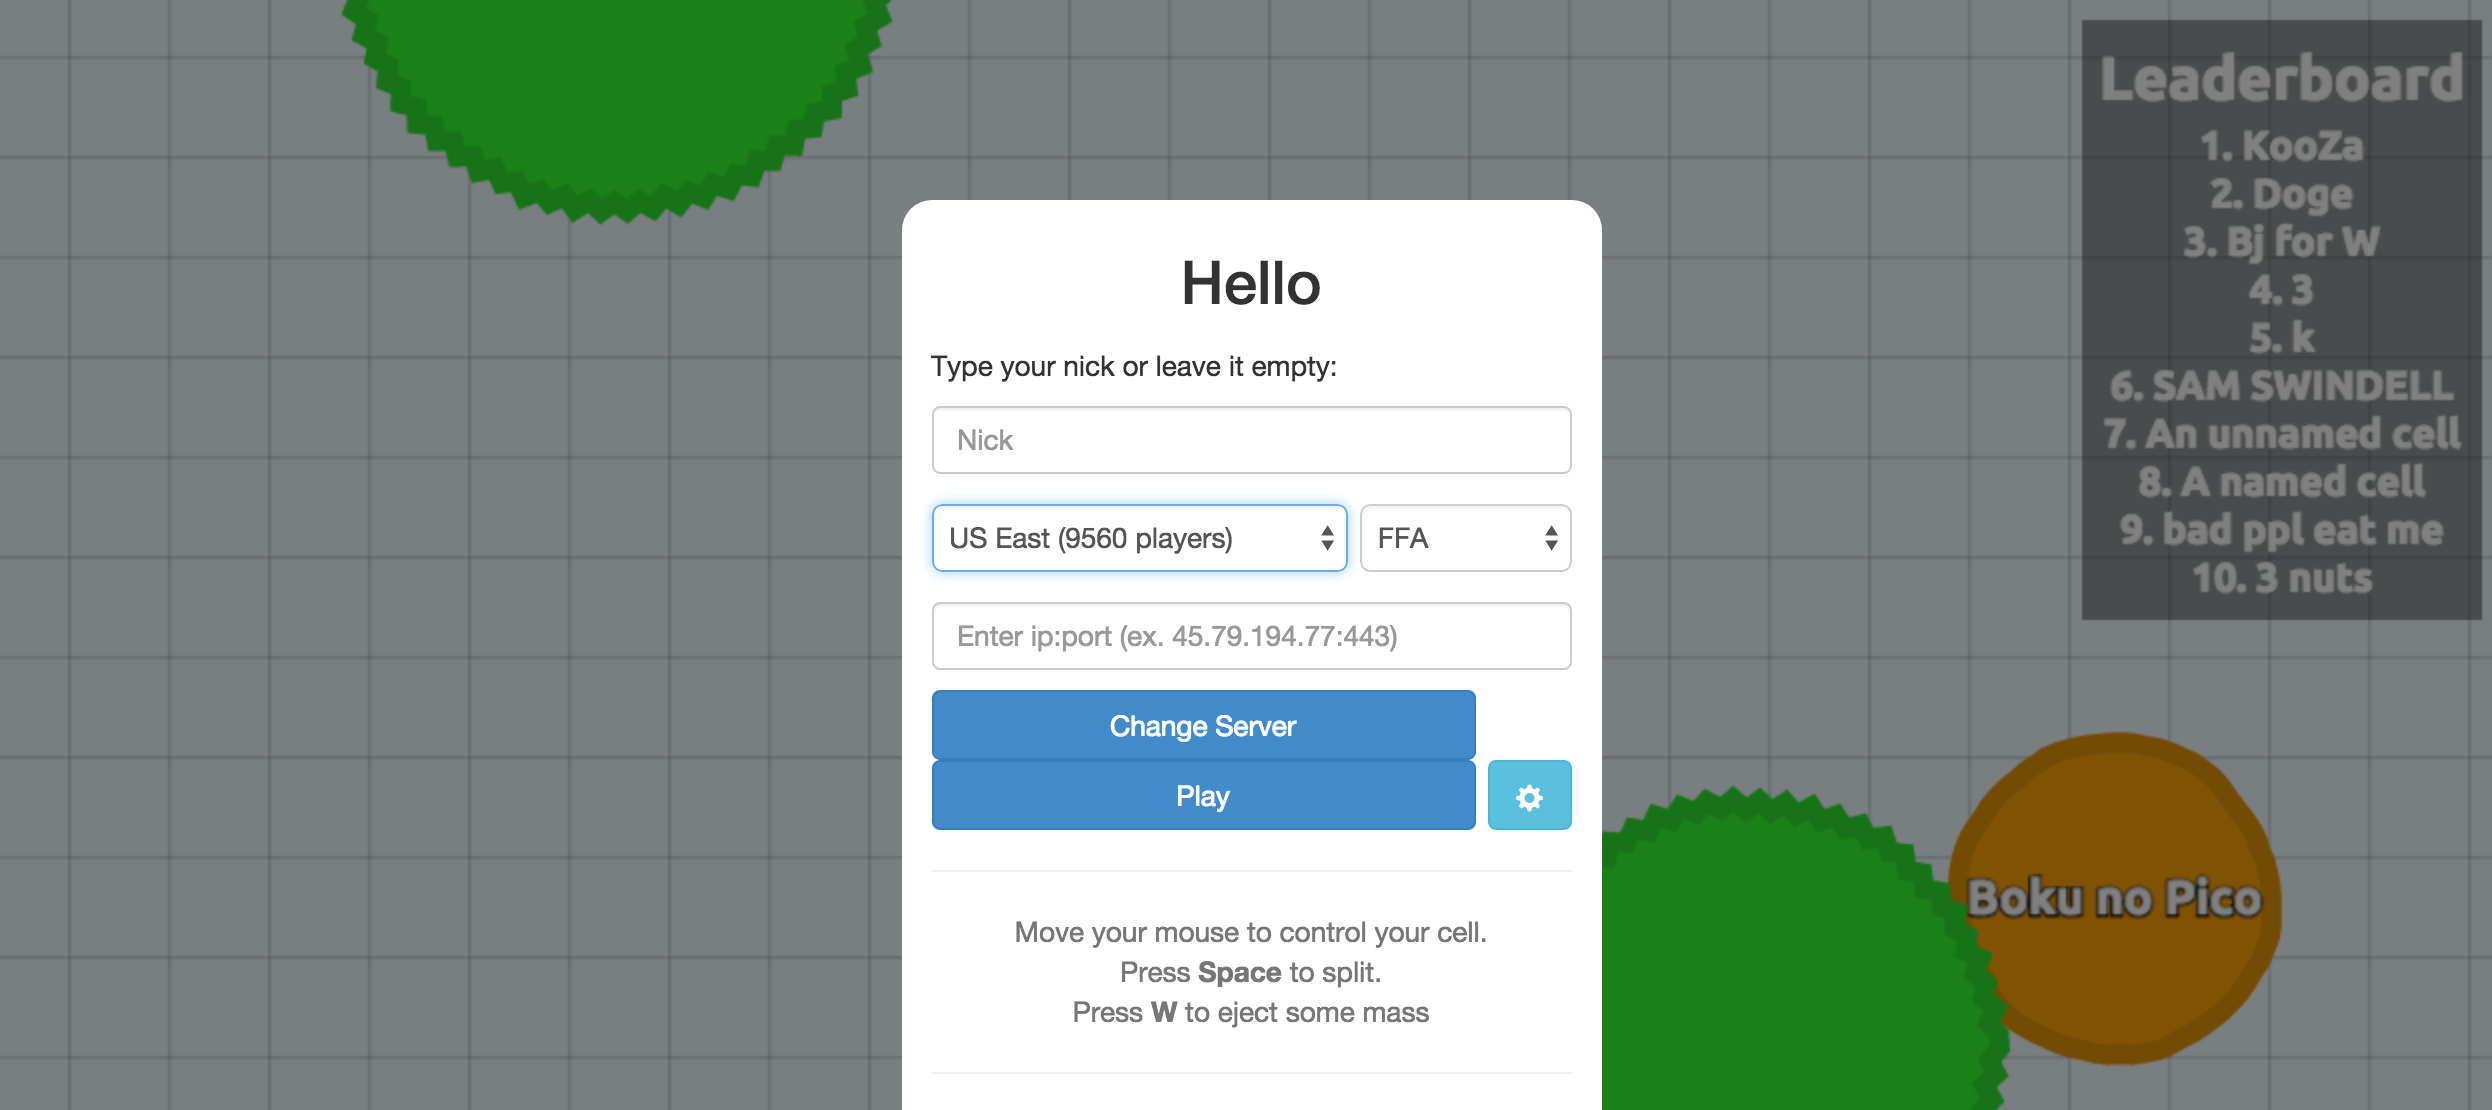 Hello
Type your nick or leave it empty:
Nick
US East (9560 players)
FFA
Enter ip:port (ex. 45.79.194.77:443)
Change Server
Play
Move your mouse to control your cell.
Press Space to split.
Press W to eject some mass
Leaderboard
1. KooZa
2. Doge
3. Bj for W
4. 3
5. k
6. SAM SWINDELL
7. An unnamed cell
8. A named cell
9. bad ppl eat me
10. 3 nuts
Boku no Pico